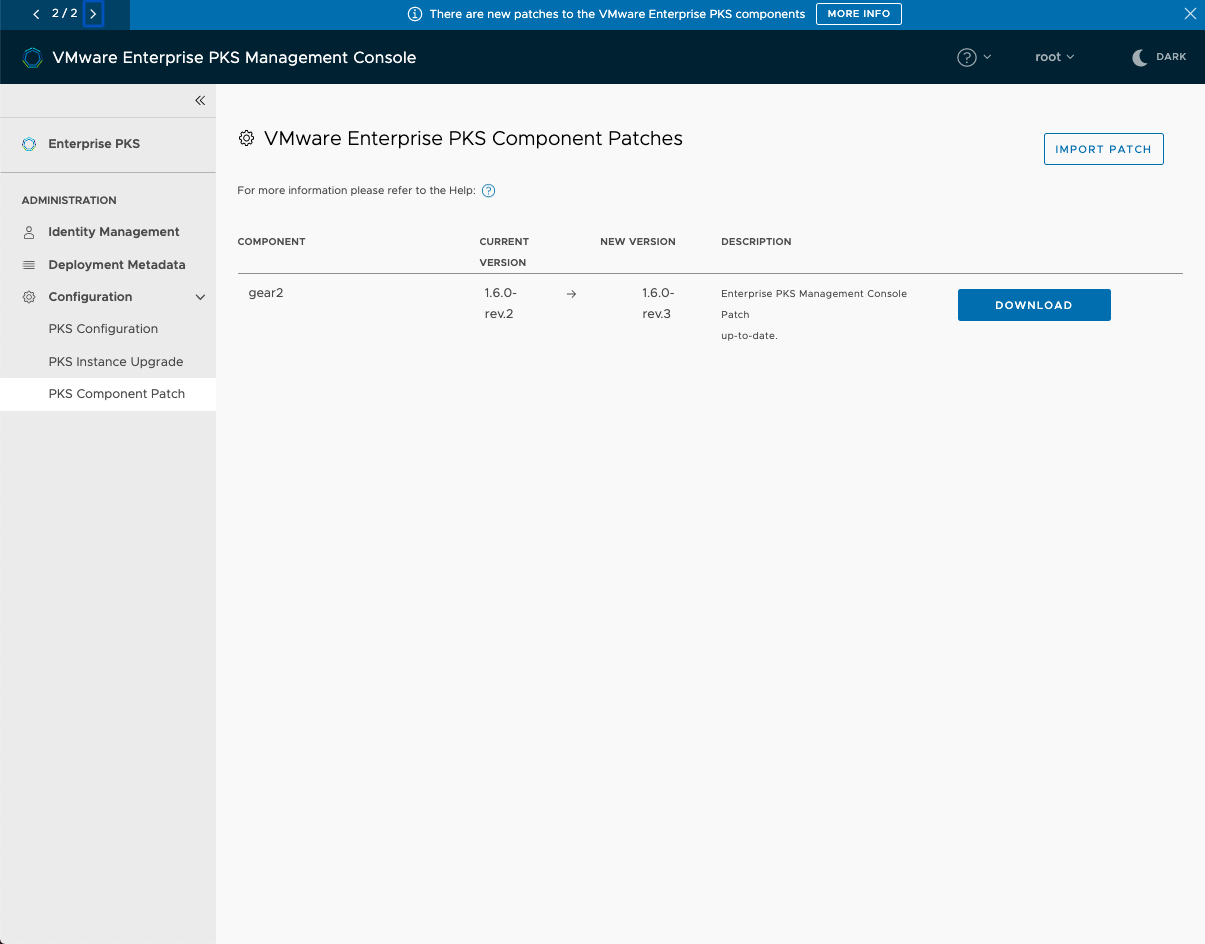 2 / 2
There are new patches to the VMware Enterprise PKS components
MORE INFO
VMware Enterprise PKS Management Console
root
DARK
Enterprise PKS
ADMINISTRATION
Identity Management
Deployment Metadata
Configuration
PKS Configuration
PKS Instance Upgrade
PKS Component Patch
VMware Enterprise PKS Component Patches
IMPORT PATCH
For more information please refer to the Help:
COMPONENT
CURRENT
VERSION
NEW VERSION
DESCRIPTION
gear2
1.6.0-
rev.2
→
1.6.0-
rev.3
Enterprise PKS Management Console
Patch
up-to-date.
DOWNLOAD